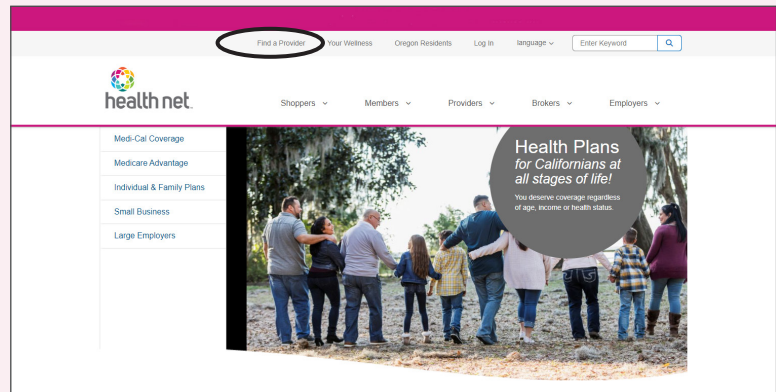 Find a Provider Your Wellness Oregon Residents Log In language Enter Keyword
health net
Shoppers Members Providers Brokers Employers
Medi-Cal Coverage
Medicare Advantage
Individual & Family Plans
Small Business
Large Employers
Health Plans
for Californians at
all stages of life!
You deserve coverage regardless
of age, income or health status.